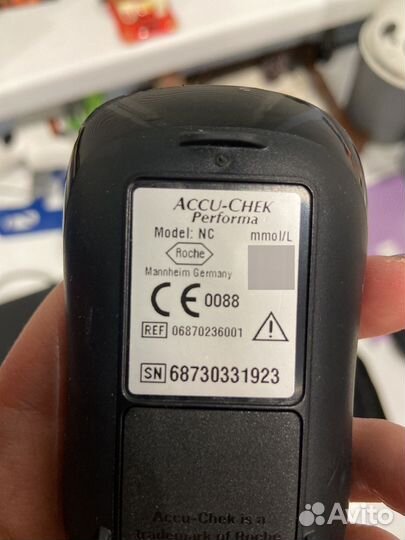 ACCU-CHEK
Performa
Model: NC mmol/L
Roche
Mannheim Germany
CE 0088
REF 06870236001
SN 68730331923
Accu-Chek is a
trademark of Roche
Avito